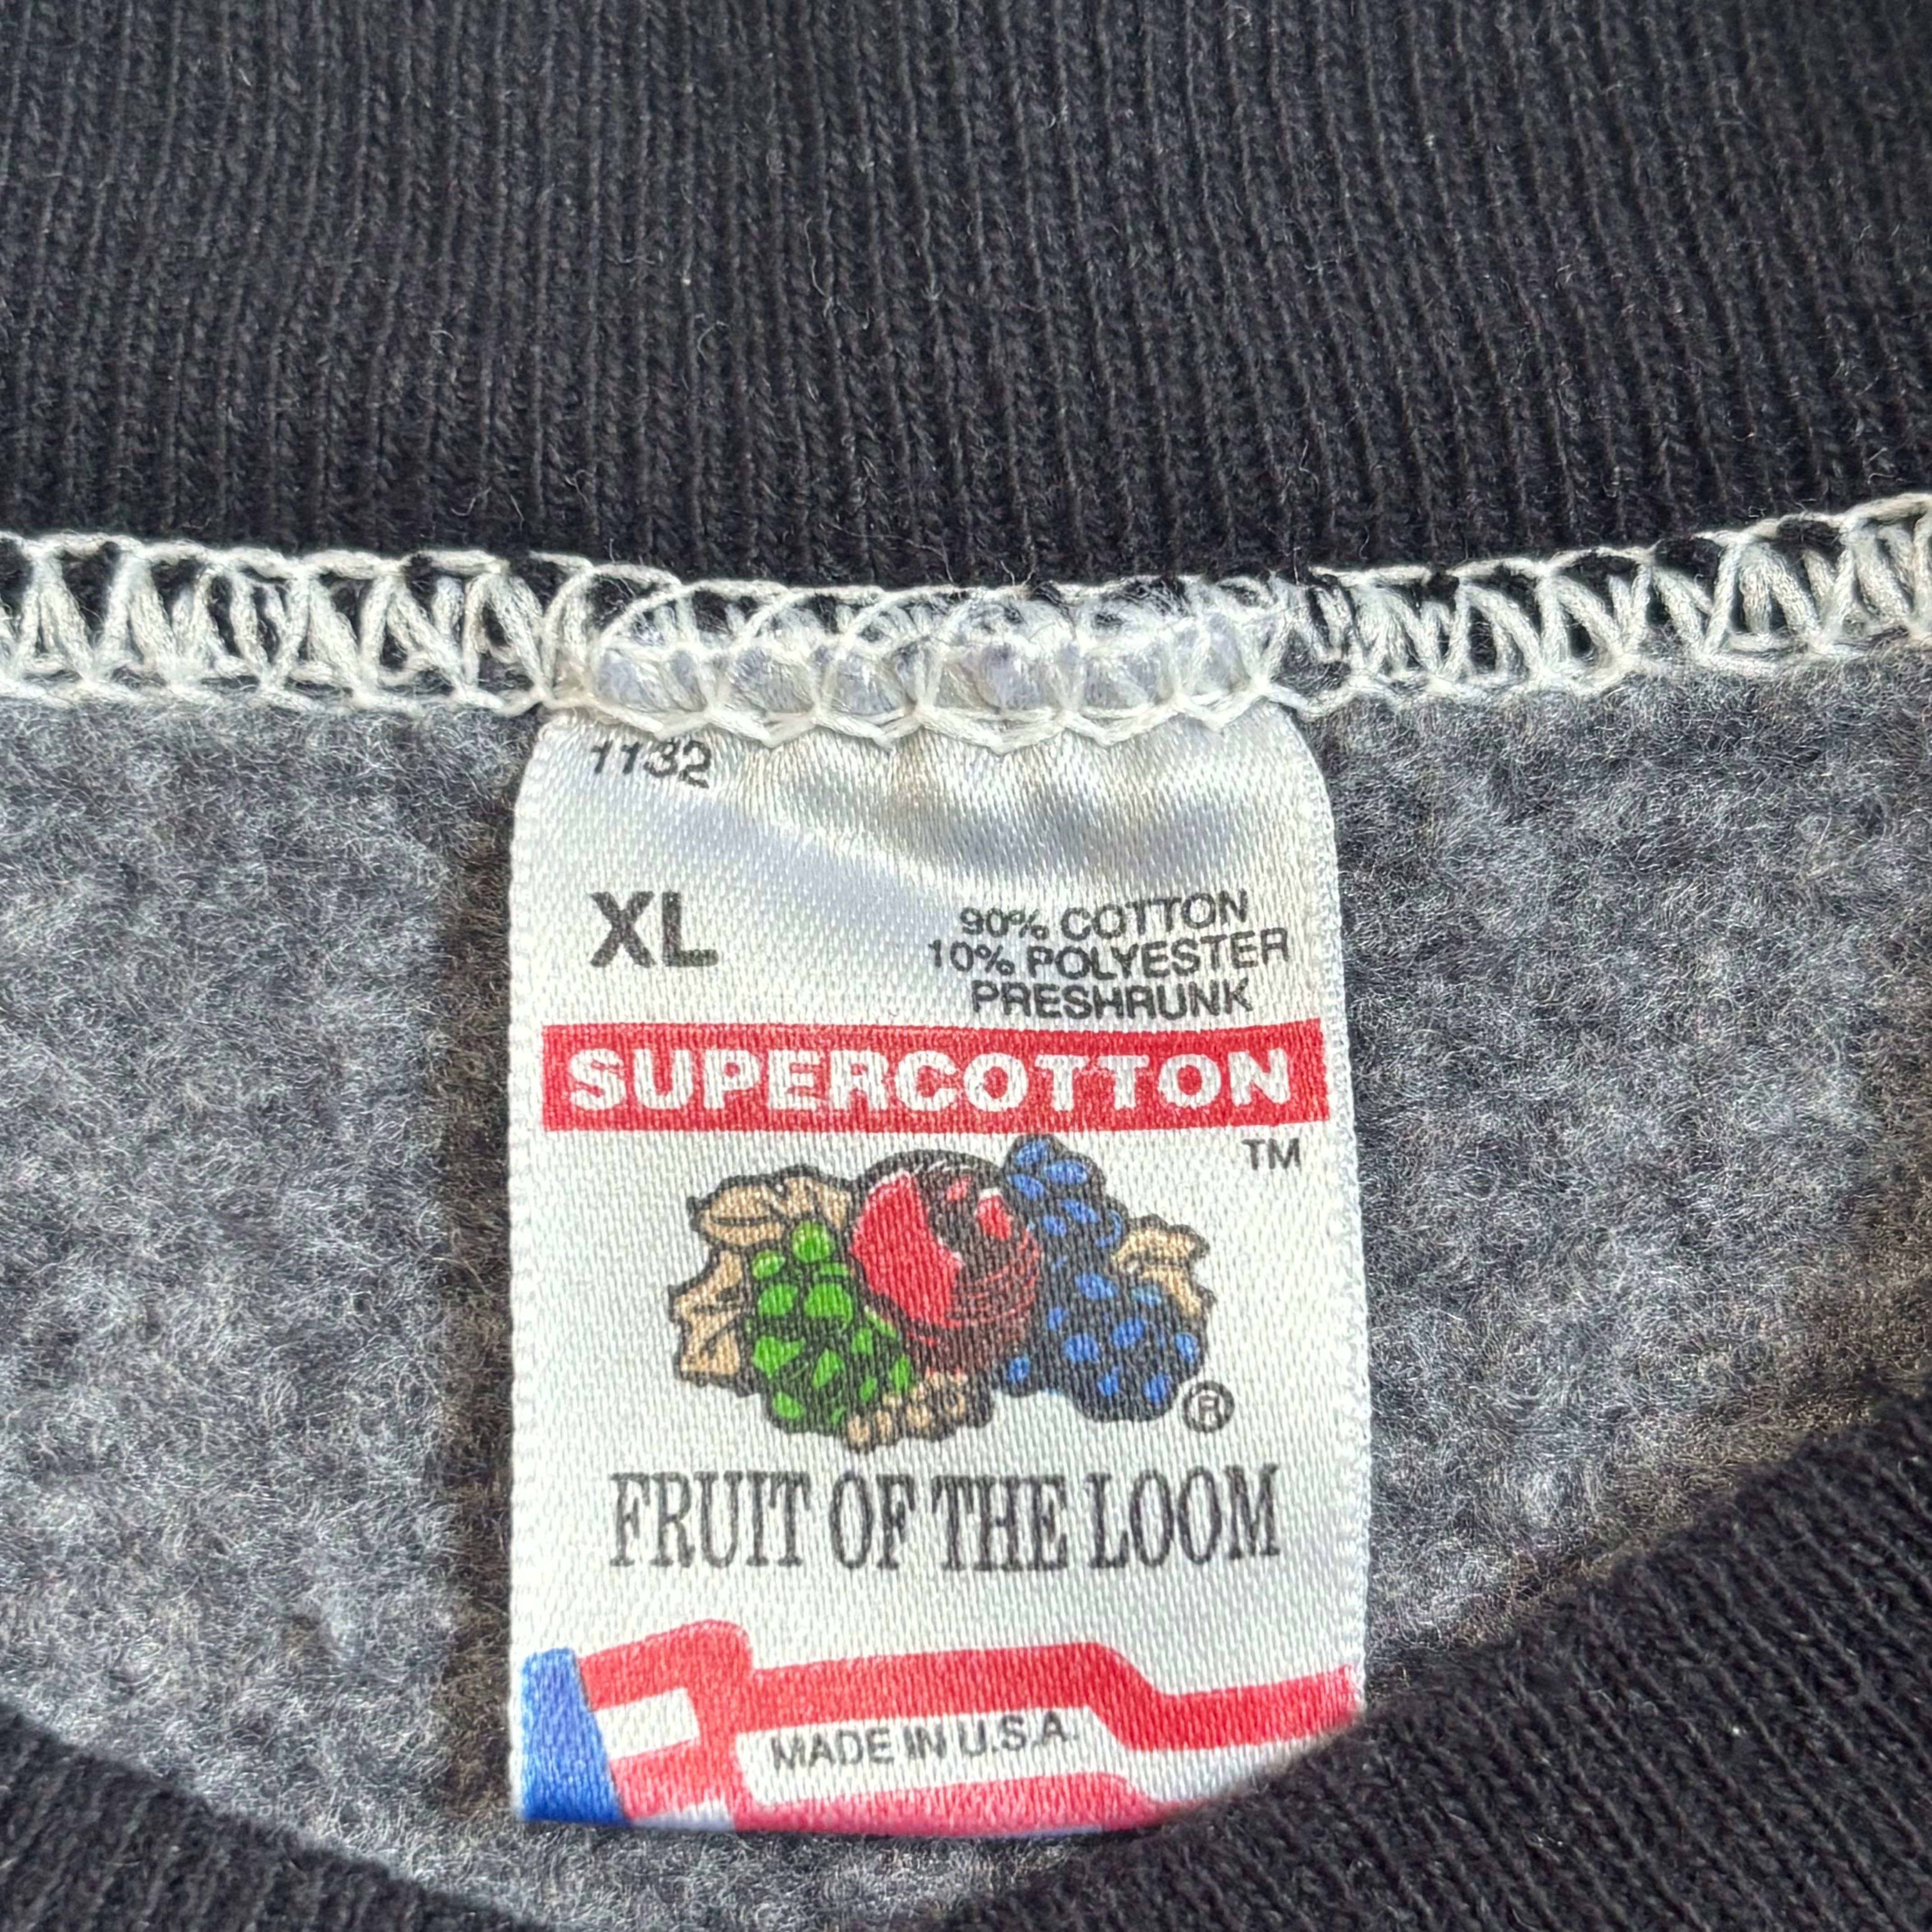 1132
XL
90% COTTON
10% POLYESTER
PRESHRUNK
SUPERCOTTON
TM
®
FRUIT OF THE LOOM
MADE IN U.S.A.